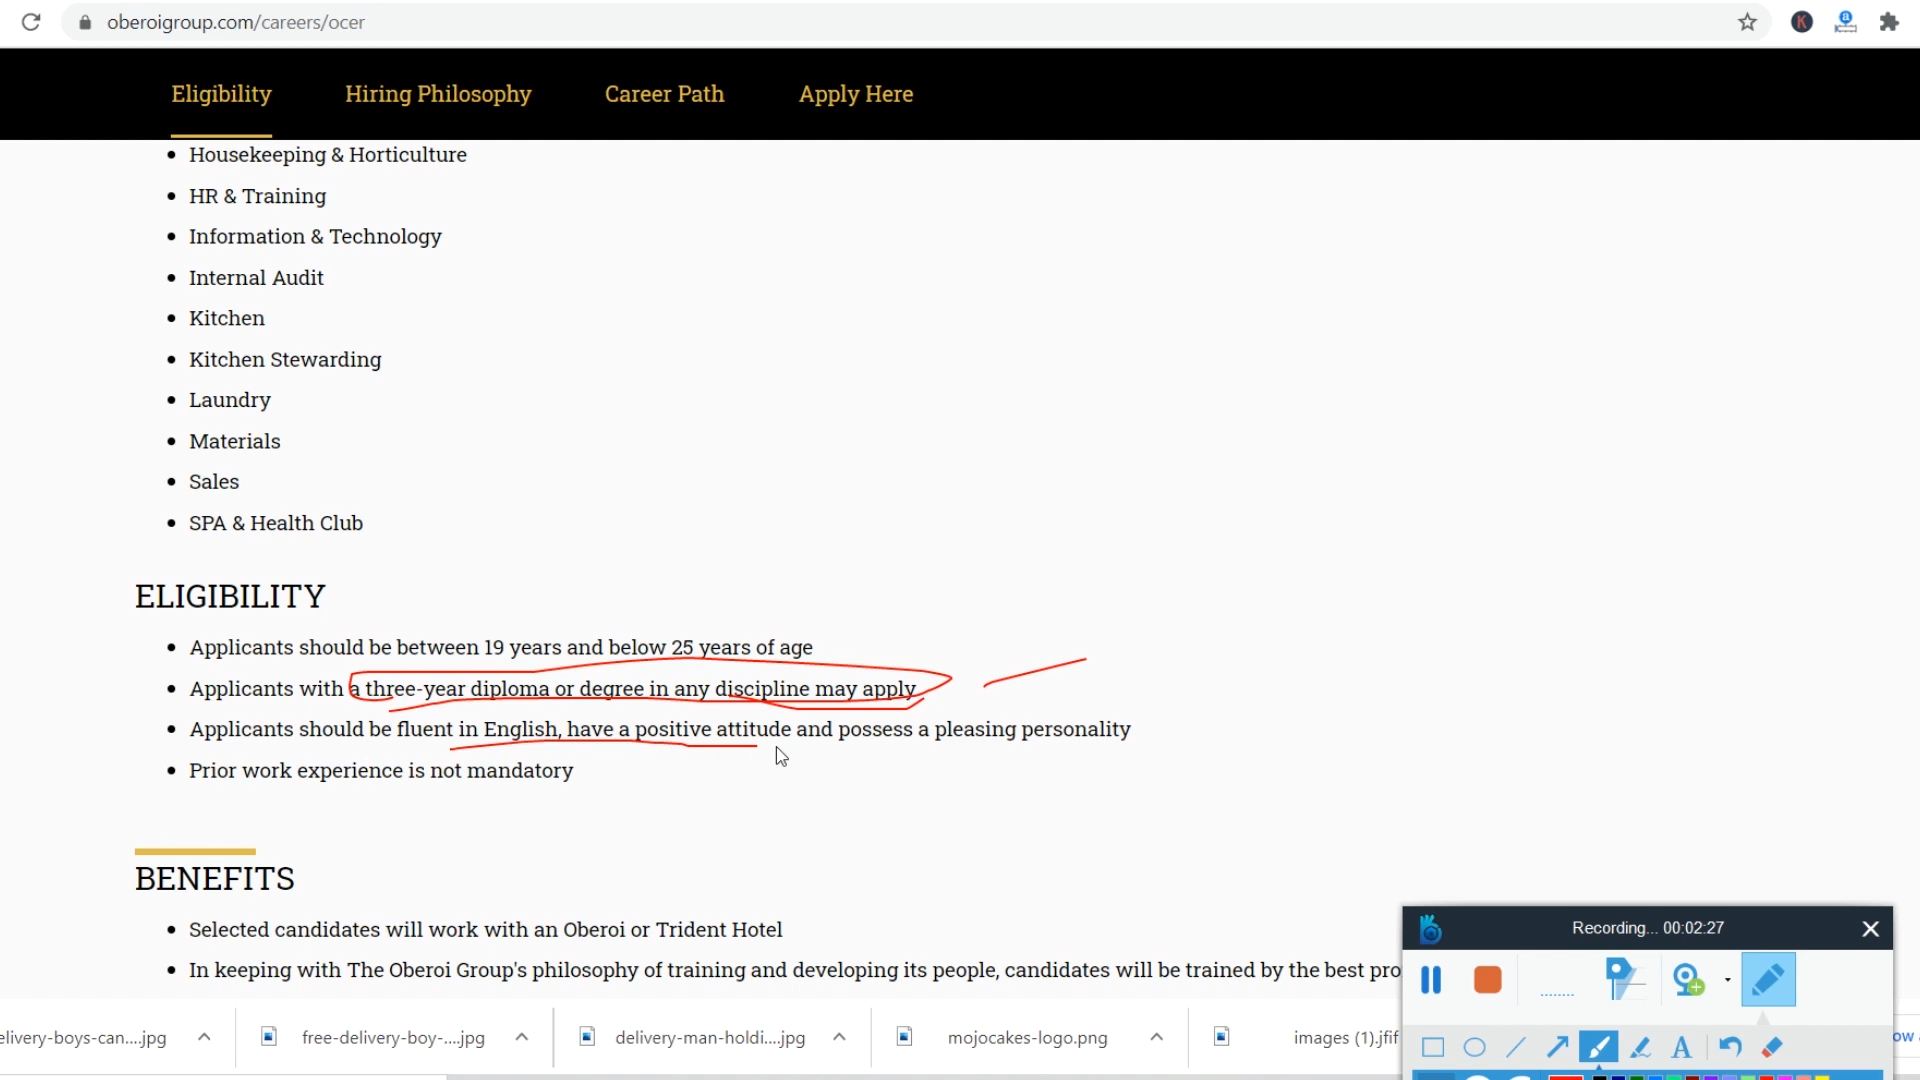 oberoigroup.com/careers/ocer
Eligibility Hiring Philosophy Career Path Apply Here
Housekeeping & Horticulture
HR & Training
Information & Technology
Internal Audit
Kitchen
Kitchen Stewarding
Laundry
Materials
Sales
SPA & Health Club
ELIGIBILITY
Applicants should be between 19 years and below 25 years of age
Applicants with a three-year diploma or degree in any discipline may apply
Applicants should be fluent in English, have a positive attitude and possess a pleasing personality
Prior work experience is not mandatory
BENEFITS
Selected candidates will work with an Oberoi or Trident Hotel
In keeping with The Oberoi Group's philosophy of training and developing its people, candidates will be trained by the best pro
Recording... 00:02:27
elivery-boys-can....jpg free-delivery-boy-....jpg delivery-man-holdi....jpg mojocakes-logo.png images (1).jfif